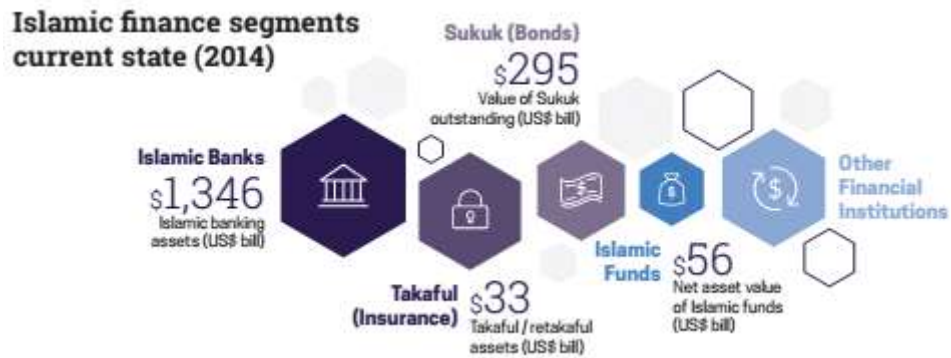 Islamic finance segments
current state (2014)
Sukuk (Bonds)
$295
Value of Sukuk
outstanding (US$ bill)
Islamic Banks
$1,346
Islamic banking
assets (US$ bill)
Other
Financial
Institutions
Islamic
Funds
$56
Net asset value
of Islamic funds
(US$ bill)
Takaful
(Insurance)
$33
Takaful / retakaful
assets (US$ bill)